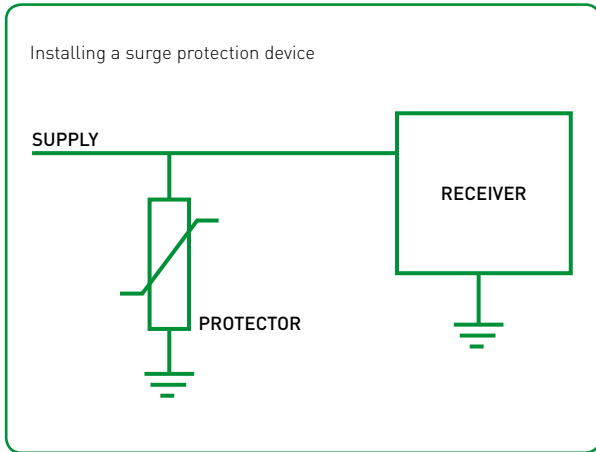 Installing a surge protection device
SUPPLY
RECEIVER
PROTECTOR